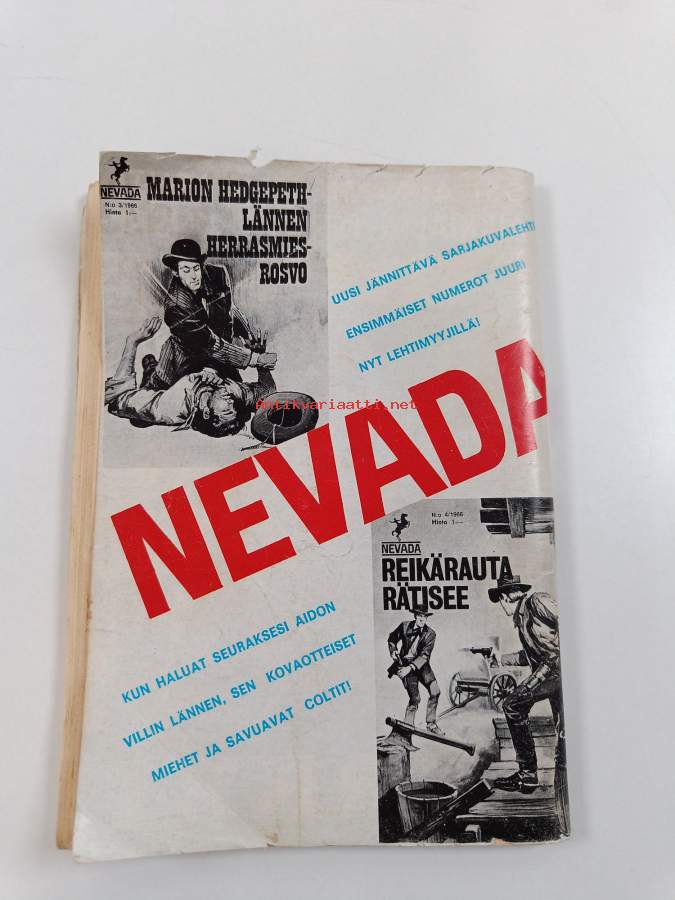 NEVADA
N:o 3/1966
Hinta 1:—
MARION HEDGEPETH-
LÄNNEN
HERRASMIES-
ROSVO
UUSI JÄNNITTÄVÄ SARJAKUVALEHTI
ENSIMMÄISET NUMEROT JUURI
NYT LEHTIMYYJILLÄ!
Antikvariaatti.net
NEVADA
N:o 4/1966
Hinta 1:—
NEVADA
REIKÄRAUTA
RÄTISEE
KUN HALUAT SEURAKSESI AIDON
VILLIN LÄNNEN, SEN KOVAOTTEISET
MIEHET JA SAVUAVAT COLTIT!